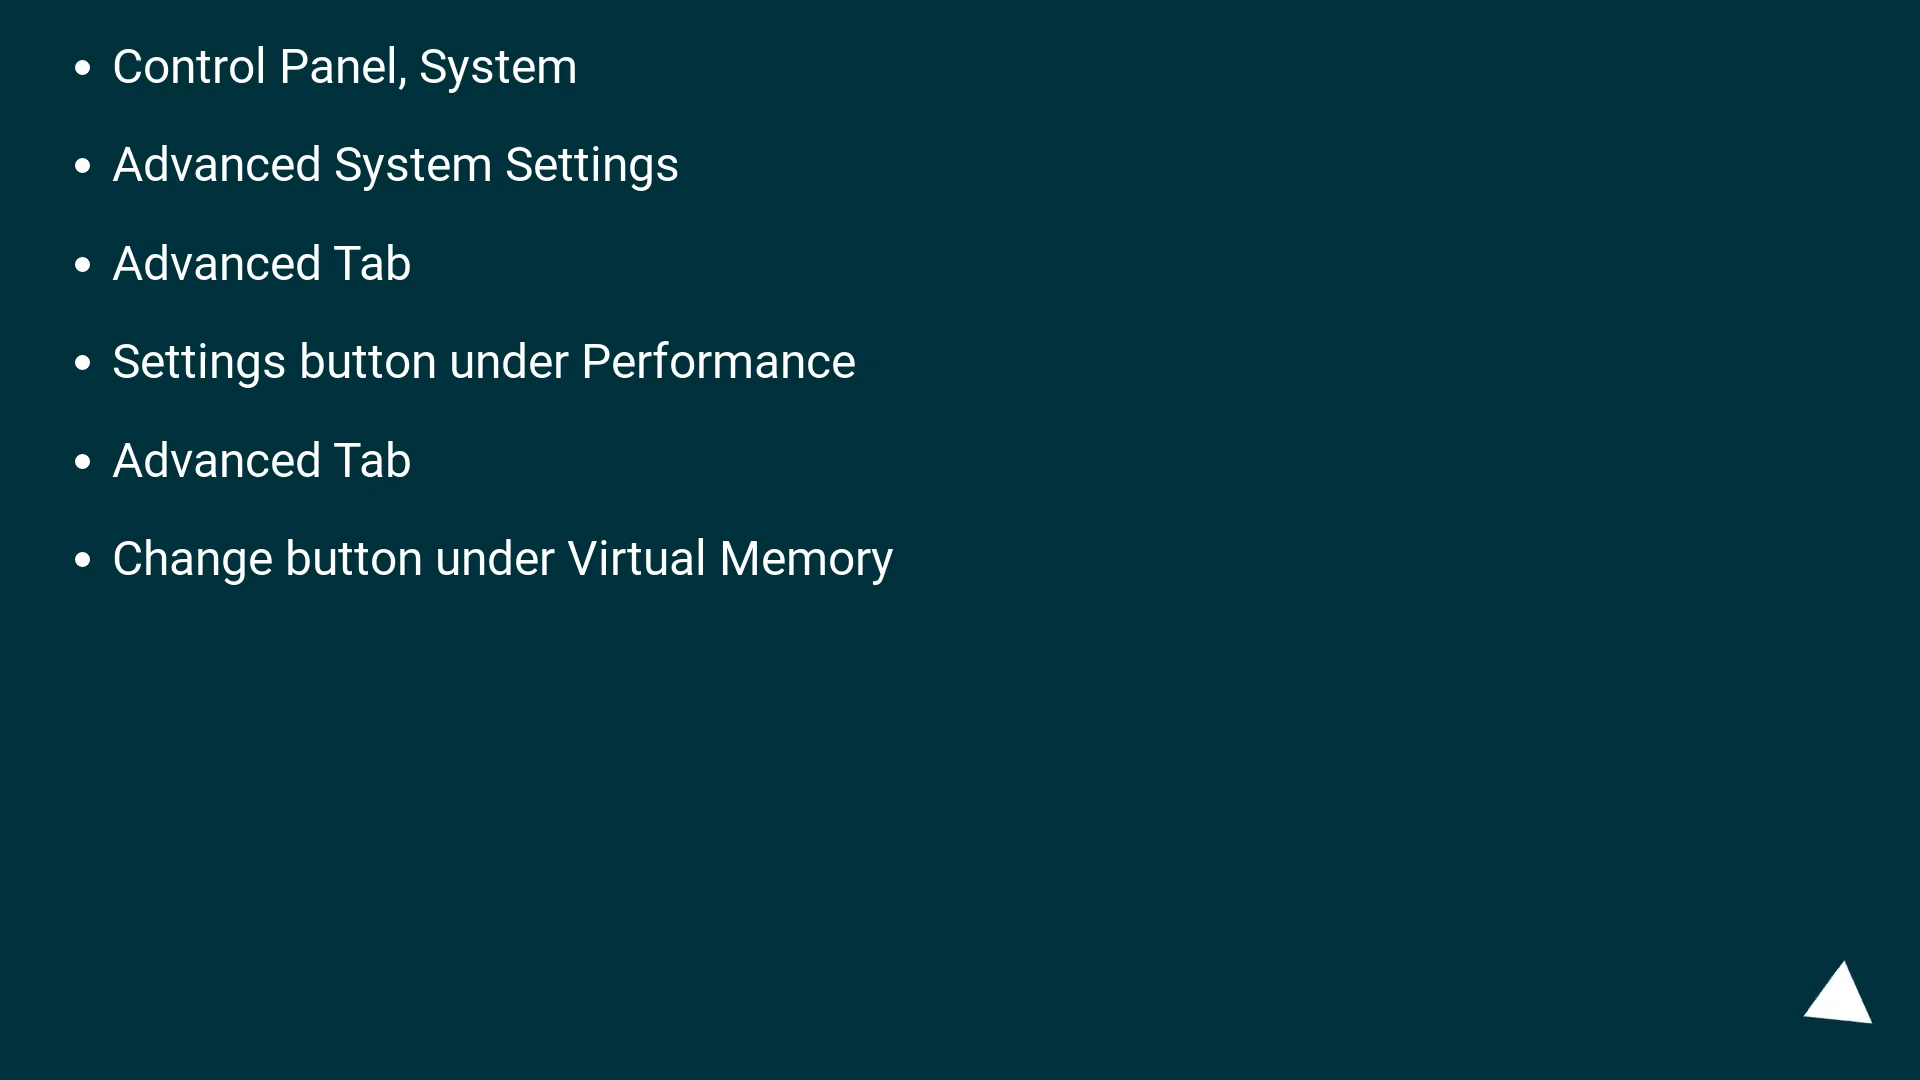 Control Panel, System
Advanced System Settings
Advanced Tab
Settings button under Performance
Advanced Tab
Change button under Virtual Memory